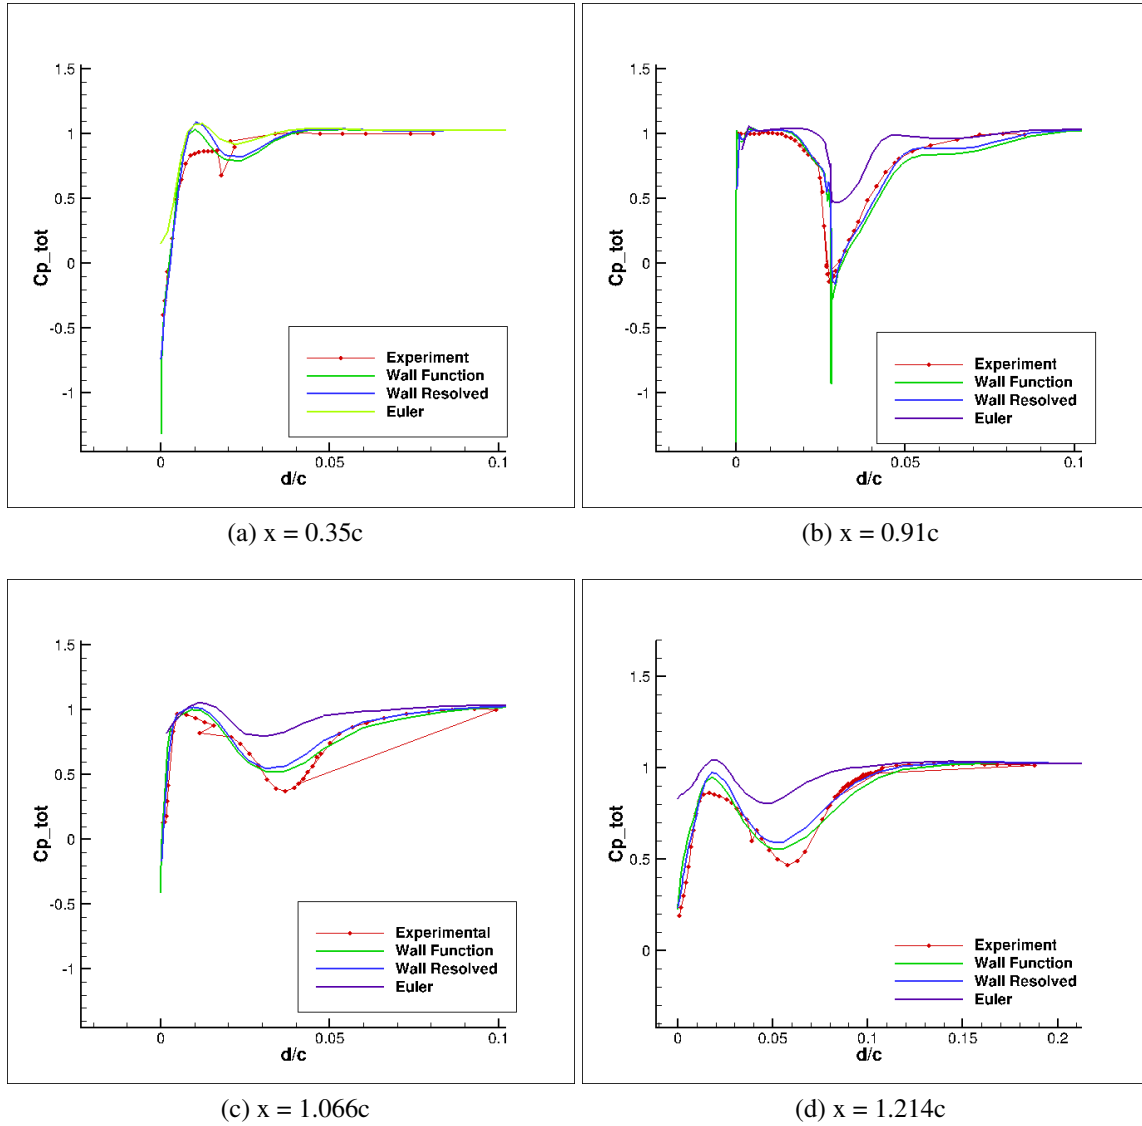 1.5
1
0.5
0
-0.5
-1
Cp_tot
0
0.05
0.1
d/c
Experiment
Wall Function
Wall Resolved
Euler
(a) x = 0.35c
1.5
1
0.5
0
-0.5
-1
Cp_tot
0
0.05
0.1
d/c
Experiment
Wall Function
Wall Resolved
Euler
(b) x = 0.91c
1.5
1
0.5
0
-0.5
-1
Cp_tot
0
0.05
0.1
d/c
Experimental
Wall Function
Wall Resolved
Euler
(c) x = 1.066c
1.5
1
0.5
0
Cp_tot
0
0.05
0.1
0.15
0.2
d/c
Experiment
Wall Function
Wall Resolved
Euler
(d) x = 1.214c